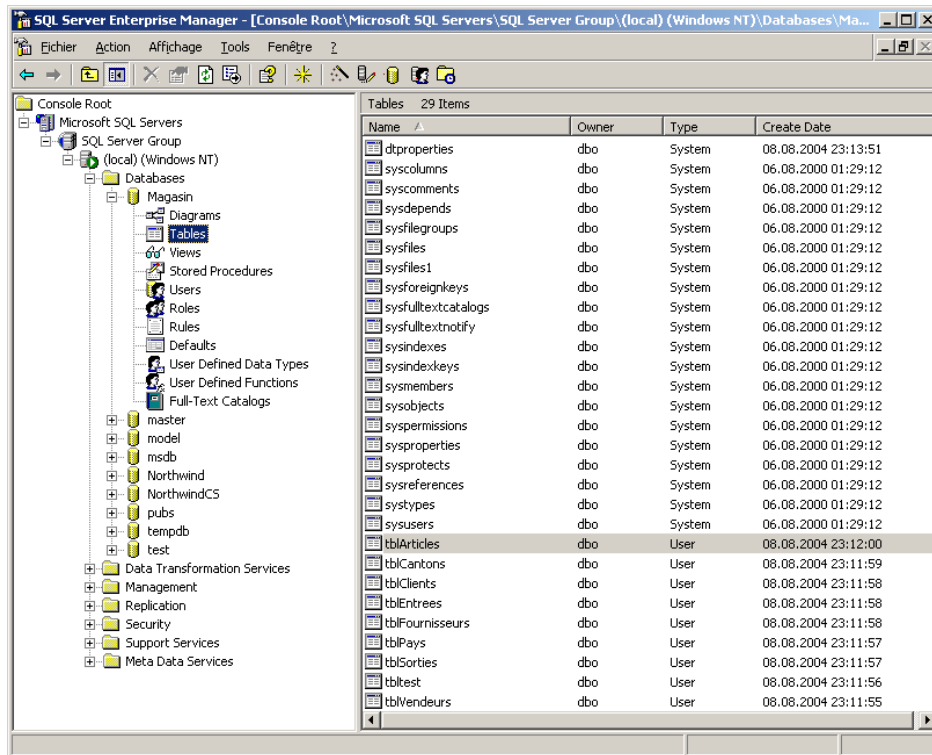 SQL Server Enterprise Manager - [Console Root\Microsoft SQL Servers\SQL Server Group\(local) (Windows NT)\Databases\Ma...
Fichier Action Affichage Tools Fenêtre ?
Console Root
Microsoft SQL Servers
SQL Server Group
(local) (Windows NT)
Databases
Magasin
Diagrams
Tables
Views
Stored Procedures
Users
Roles
Rules
Defaults
User Defined Data Types
User Defined Functions
Full-Text Catalogs
master
model
msdb
Northwind
NorthwindCS
pubs
tempdb
test
Data Transformation Services
Management
Replication
Security
Support Services
Meta Data Services
Tables 29 Items
Name Owner Type Create Date
dtproperties dbo System 08.08.2004 23:13:51
syscolumns dbo System 06.08.2000 01:29:12
syscomments dbo System 06.08.2000 01:29:12
sysdepends dbo System 06.08.2000 01:29:12
sysfilegroups dbo System 06.08.2000 01:29:12
sysfiles dbo System 06.08.2000 01:29:12
sysfiles1 dbo System 06.08.2000 01:29:12
sysforeignkeys dbo System 06.08.2000 01:29:12
sysfulltextcatalogs dbo System 06.08.2000 01:29:12
sysfulltextnotify dbo System 06.08.2000 01:29:12
sysindexes dbo System 06.08.2000 01:29:12
sysindexkeys dbo System 06.08.2000 01:29:12
sysmembers dbo System 06.08.2000 01:29:12
sysobjects dbo System 06.08.2000 01:29:12
syspermissions dbo System 06.08.2000 01:29:12
sysproperties dbo System 06.08.2000 01:29:12
sysprotects dbo System 06.08.2000 01:29:12
sysreferences dbo System 06.08.2000 01:29:12
systypes dbo System 06.08.2000 01:29:12
sysusers dbo System 06.08.2000 01:29:12
tblArticles dbo User 08.08.2004 23:12:00
tblCantons dbo User 08.08.2004 23:11:59
tblClients dbo User 08.08.2004 23:11:58
tblEntrees dbo User 08.08.2004 23:11:58
tblFournisseurs dbo User 08.08.2004 23:11:58
tblPays dbo User 08.08.2004 23:11:57
tblSorties dbo User 08.08.2004 23:11:57
tbltest dbo User 08.08.2004 23:11:56
tblVendeurs dbo User 08.08.2004 23:11:55